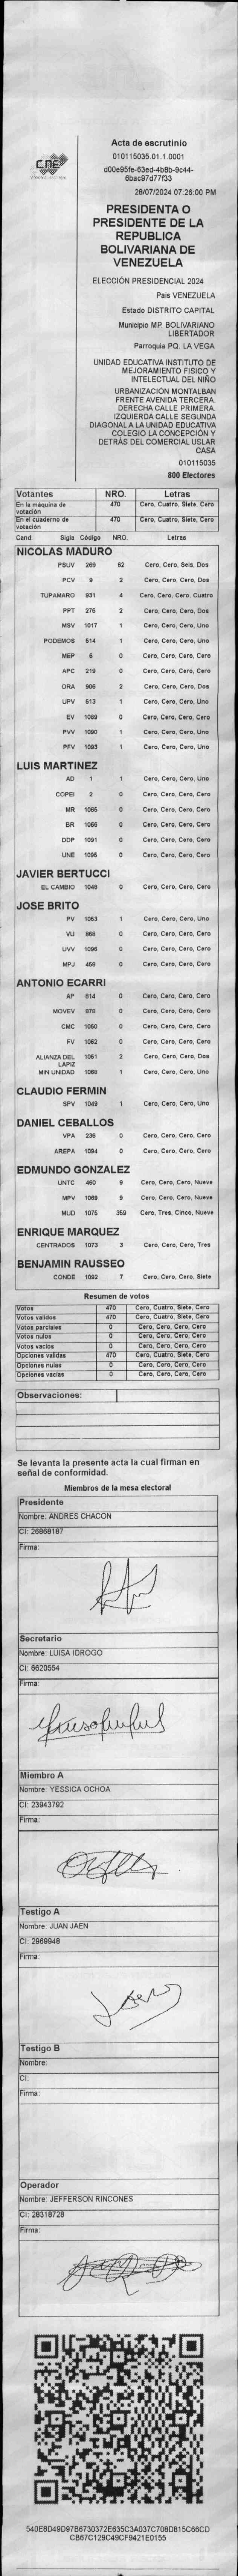 CNE
Acta de escrutinio
010115035.01.1.0001
d00e95fe-63ed-4b8b-9c44-
6bac97d77f33
28/07/2024 07:26:00 PM
PRESIDENTA O
PRESIDENTE DE LA
REPUBLICA
BOLIVARIANA DE
VENEZUELA
ELECCIÓN PRESIDENCIAL 2024
Pais VENEZUELA
Estado DISTRITO CAPITAL
Municipio MP. BOLIVARIANO
LIBERTADOR
Parroquia PQ. LA VEGA
UNIDAD EDUCATIVA INSTITUTO DE
MEJORAMIENTO FISICO Y
INTELECTUAL DEL NIÑO
URBANIZACION MONTALBAN
FRENTE AVENIDA TERCERA.
DERECHA CALLE PRIMERA.
IZQUIERDA CALLE SEGUNDA
DIAGONAL A LA UNIDAD EDUCATIVA
COLEGIO LA CONCEPCIÓN Y
DETRÁS DEL COMERCIAL USLAR
CASA
010115035
800 Electores
Votantes NRO. Letras
En la máquina de votación 470 Cero, Cuatro, Siete, Cero
En el cuaderno de votación 470 Cero, Cuatro, Siete, Cero
Cand. Sigla Código NRO. Letras
NICOLAS MADURO
PSUV 269 62 Cero, Cero, Seis, Dos
PCV 9 2 Cero, Cero, Cero, Dos
TUPAMARO 931 4 Cero, Cero, Cero, Cuatro
PPT 276 2 Cero, Cero, Cero, Dos
MSV 1017 1 Cero, Cero, Cero, Uno
PODEMOS 514 1 Cero, Cero, Cero, Uno
MEP 6 0 Cero, Cero, Cero, Cero
APC 219 0 Cero, Cero, Cero, Cero
ORA 906 2 Cero, Cero, Cero, Dos
UPV 613 1 Cero, Cero, Cero, Uno
EV 1089 0 Cero, Cero, Cero, Cero
PVV 1090 1 Cero, Cero, Cero, Uno
PFV 1093 1 Cero, Cero, Cero, Uno
LUIS MARTINEZ
AD 1 1 Cero, Cero, Cero, Uno
COPEI 2 0 Cero, Cero, Cero, Cero
MR 1065 0 Cero, Cero, Cero, Cero
BR 1066 0 Cero, Cero, Cero, Cero
DDP 1091 0 Cero, Cero, Cero, Cero
UNE 1095 0 Cero, Cero, Cero, Cero
JAVIER BERTUCCI
EL CAMBIO 1048 0 Cero, Cero, Cero, Cero
JOSE BRITO
PV 1053 1 Cero, Cero, Cero, Uno
VU 868 0 Cero, Cero, Cero, Cero
UVV 1096 0 Cero, Cero, Cero, Cero
MPJ 458 0 Cero, Cero, Cero, Cero
ANTONIO ECARRI
AP 814 0 Cero, Cero, Cero, Cero
MOVEV 978 0 Cero, Cero, Cero, Cero
CMC 1050 0 Cero, Cero, Cero, Cero
FV 1062 0 Cero, Cero, Cero, Cero
ALIANZA DEL LAPIZ 1051 2 Cero, Cero, Cero, Dos
MIN UNIDAD 1068 1 Cero, Cero, Cero, Uno
CLAUDIO FERMIN
SPV 1049 1 Cero, Cero, Cero, Uno
DANIEL CEBALLOS
VPA 236 0 Cero, Cero, Cero, Cero
AREPA 1094 0 Cero, Cero, Cero, Cero
EDMUNDO GONZALEZ
UNTC 460 9 Cero, Cero, Cero, Nueve
MPV 1069 9 Cero, Cero, Cero, Nueve
MUD 1075 359 Cero, Tres, Cinco, Nueve
ENRIQUE MARQUEZ
CENTRADOS 1073 3 Cero, Cero, Cero, Tres
BENJAMIN RAUSSEO
CONDE 1092 7 Cero, Cero, Cero, Siete
Resumen de votos
Votos 470 Cero, Cuatro, Siete, Cero
Votos validos 470 Cero, Cuatro, Siete, Cero
Votos parciales 0 Cero, Cero, Cero, Cero
Votos nulos 0 Cero, Cero, Cero, Cero
Votos vacios 0 Cero, Cero, Cero, Cero
Opciones validas 470 Cero, Cuatro, Siete, Cero
Opciones nulas 0 Cero, Cero, Cero, Cero
Opciones vacias 0 Cero, Cero, Cero, Cero
Observaciones:
Se levanta la presente acta la cual firman en
señal de conformidad.
Miembros de la mesa electoral
Presidente
Nombre: ANDRES CHACON
CI: 26868187
Firma:
Secretario
Nombre: LUISA IDROGO
CI: 6620554
Firma:
Miembro A
Nombre: YESSICA OCHOA
CI: 23943792
Firma:
Testigo A
Nombre: JUAN JAEN
CI: 2969948
Firma:
Testigo B
Nombre:
CI:
Firma:
Operador
Nombre: JEFFERSON RINCONES
CI: 28318728
Firma:
540E8D49D97B6730372E635C3A037C708D815C66CD
CB67C129C49CF9421E0155